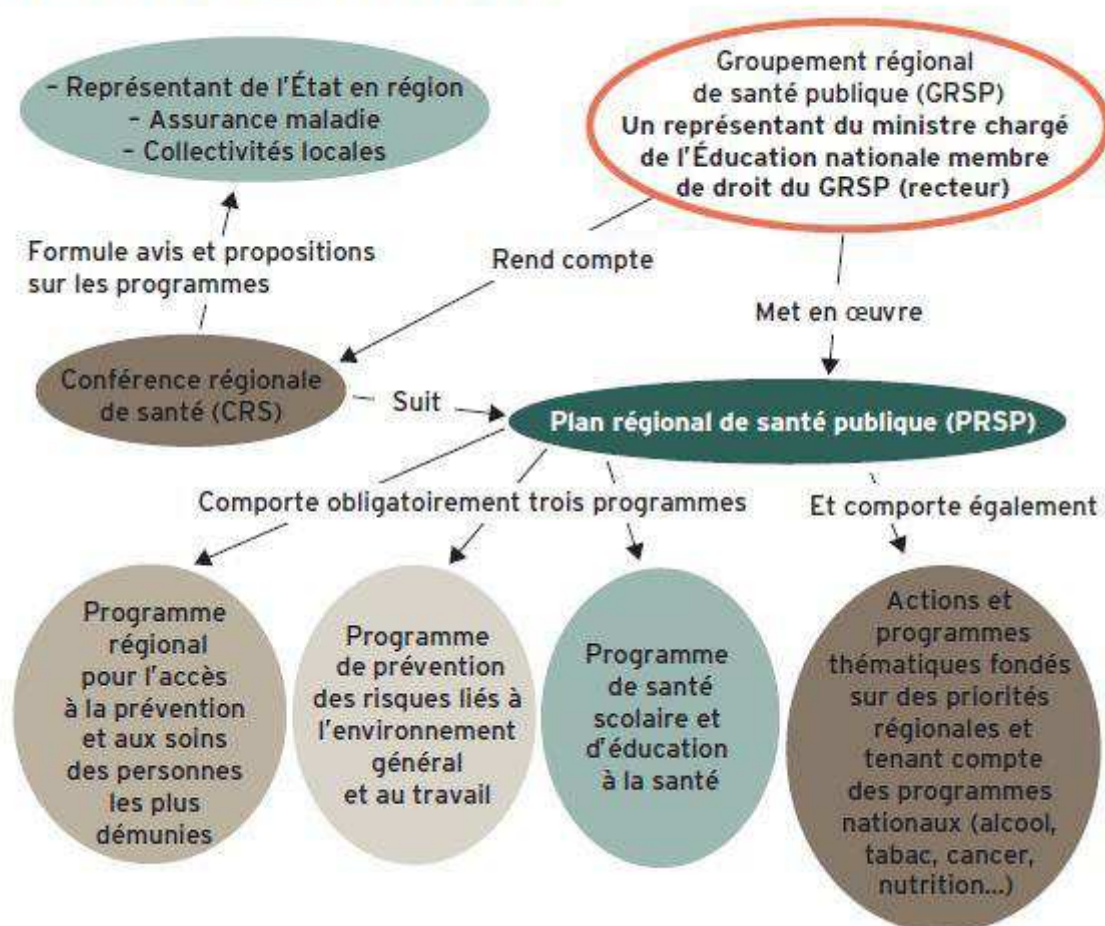 – Représentant de l'État en région
– Assurance maladie
– Collectivités locales
Groupement régional
de santé publique (GRSP)
Un représentant du ministre chargé
de l'Éducation nationale membre
de droit du GRSP (recteur)
Formule avis et propositions
sur les programmes
Rend compte
Met en œuvre
Conférence régionale
de santé (CRS)
Suit
Plan régional de santé publique (PRSP)
Comporte obligatoirement trois programmes
Et comporte également
Programme
régional
pour l'accès
à la prévention
et aux soins
des personnes
les plus
démunies
Programme
de prévention
des risques liés à
l'environnement
général
et au travail
Programme
de santé
scolaire et
d'éducation
à la santé
Actions et
programmes
thématiques fondés
sur des priorités
régionales et
tenant compte
des programmes
nationaux (alcool,
tabac, cancer,
nutrition...)